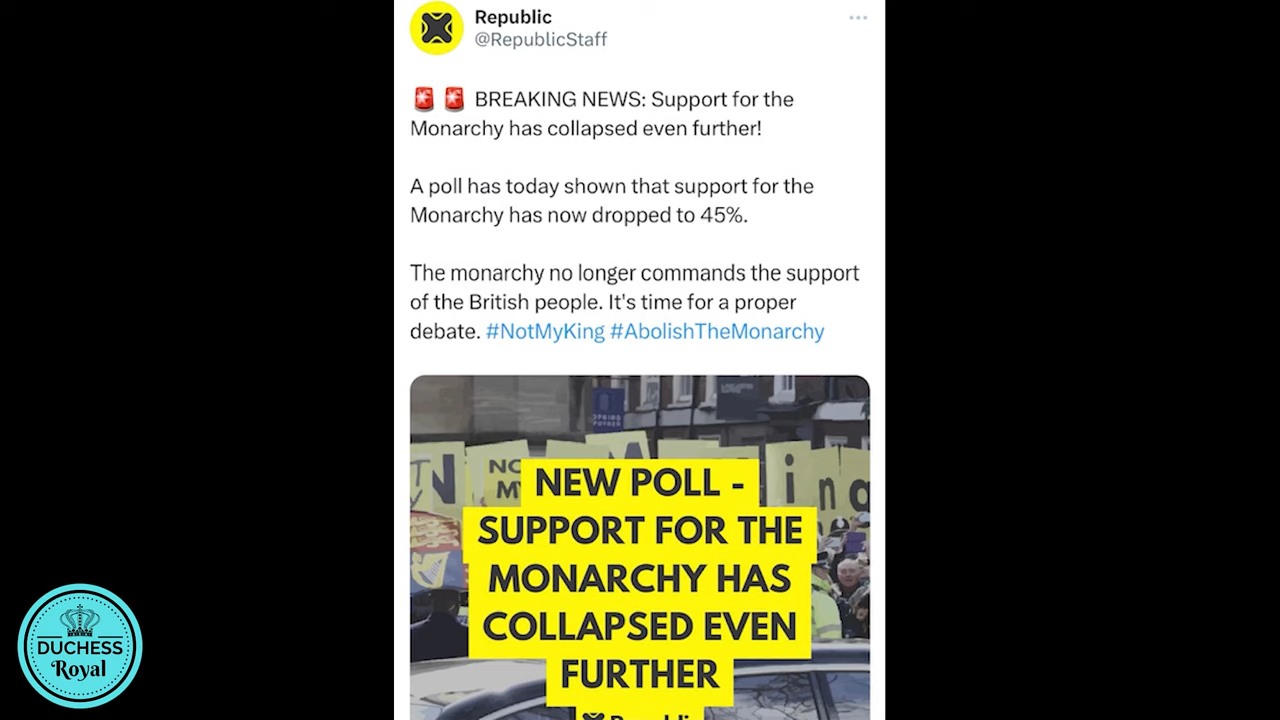 Republic
@RepublicStaff
🚨 🚨 BREAKING NEWS: Support for the
Monarchy has collapsed even further!
A poll has today shown that support for the
Monarchy has now dropped to 45%.
The monarchy no longer commands the support
of the British people. It's time for a proper
debate. #NotMyKing #AbolishTheMonarchy
NEW POLL -
SUPPORT FOR THE
MONARCHY HAS
COLLAPSED EVEN
FURTHER
DUCHESS
Royal